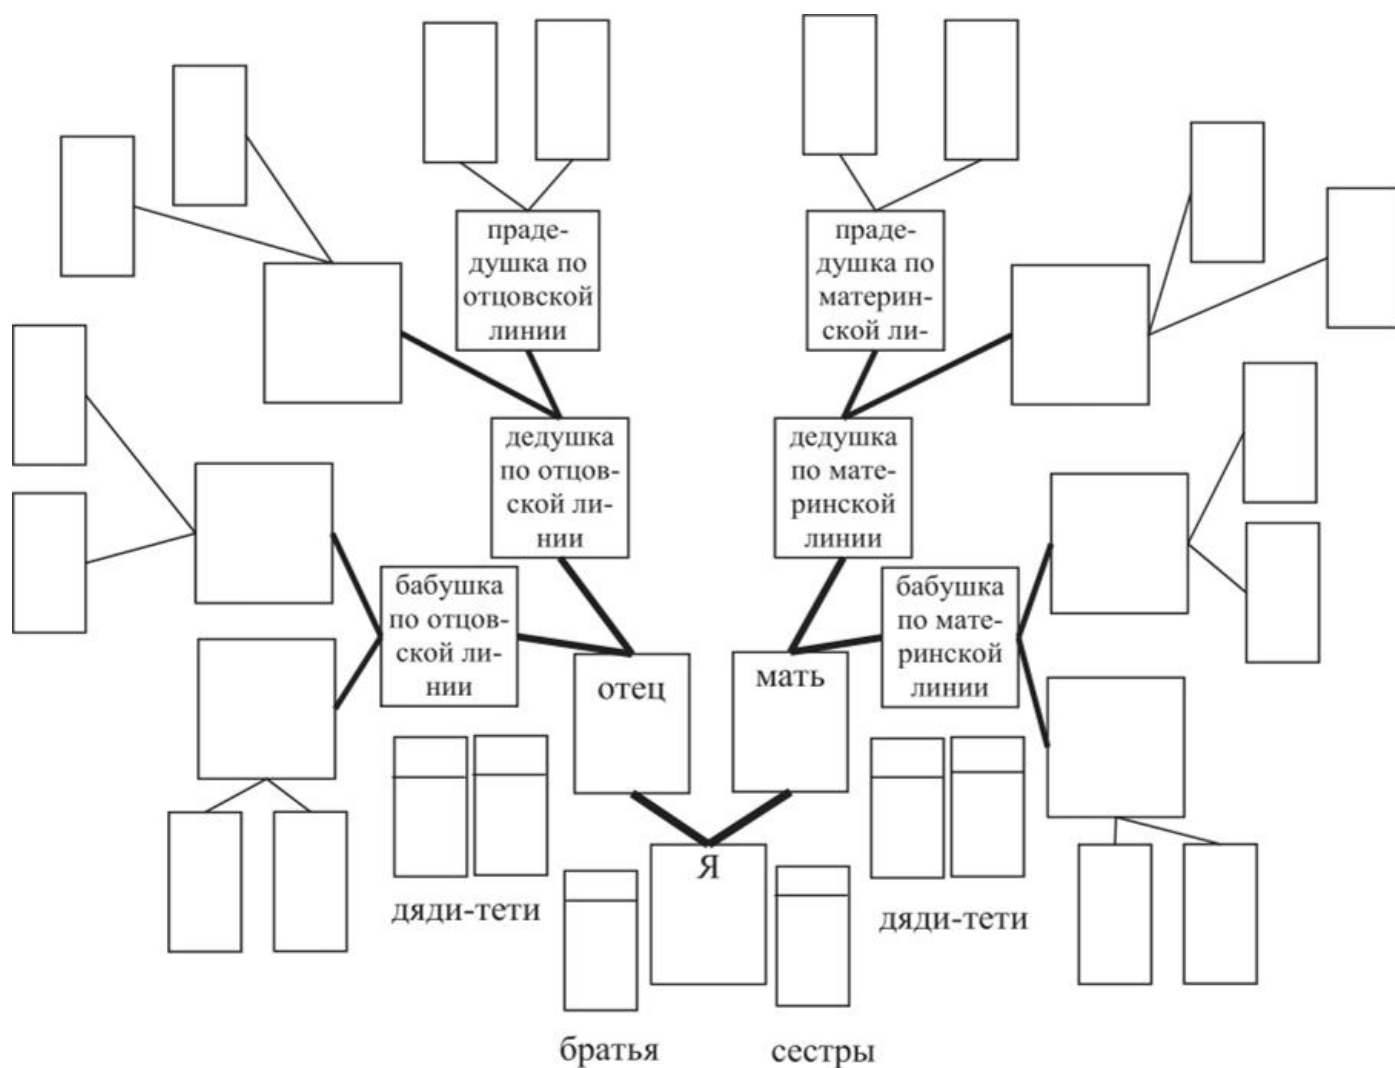 праде-
душка по
отцовской
линии
праде-
душка по
материн-
ской ли-
дедушка
по отцов-
ской ли-
нии
дедушка
по мате-
ринской
линии
бабушка
по отцов-
ской ли-
нии
бабушка
по мате-
ринской
линии
отец
мать
Я
дяди-тети
дяди-тети
братья
сестры